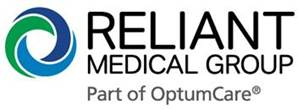 RELIANT
MEDICAL GROUP
Part of OptumCare®